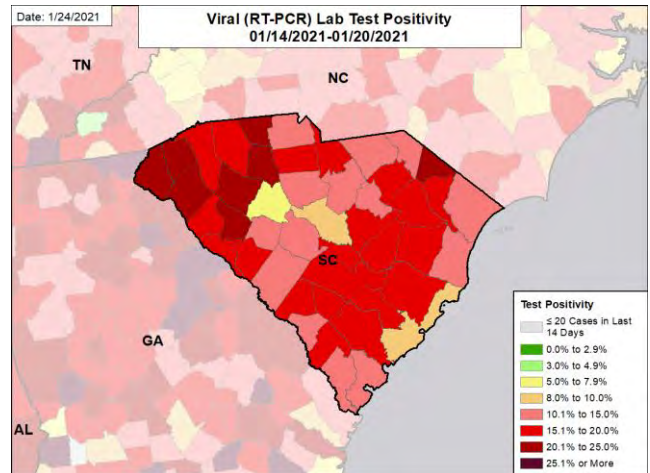 Date: 1/24/2021
Viral (RT-PCR) Lab Test Positivity
01/14/2021-01/20/2021
TN
NC
SC
GA
AL
Test Positivity
≤ 20 Cases in Last
14 Days
0.0% to 2.9%
3.0% to 4.9%
5.0% to 7.9%
8.0% to 10.0%
10.1% to 15.0%
15.1% to 20.0%
20.1% to 25.0%
25.1% or More